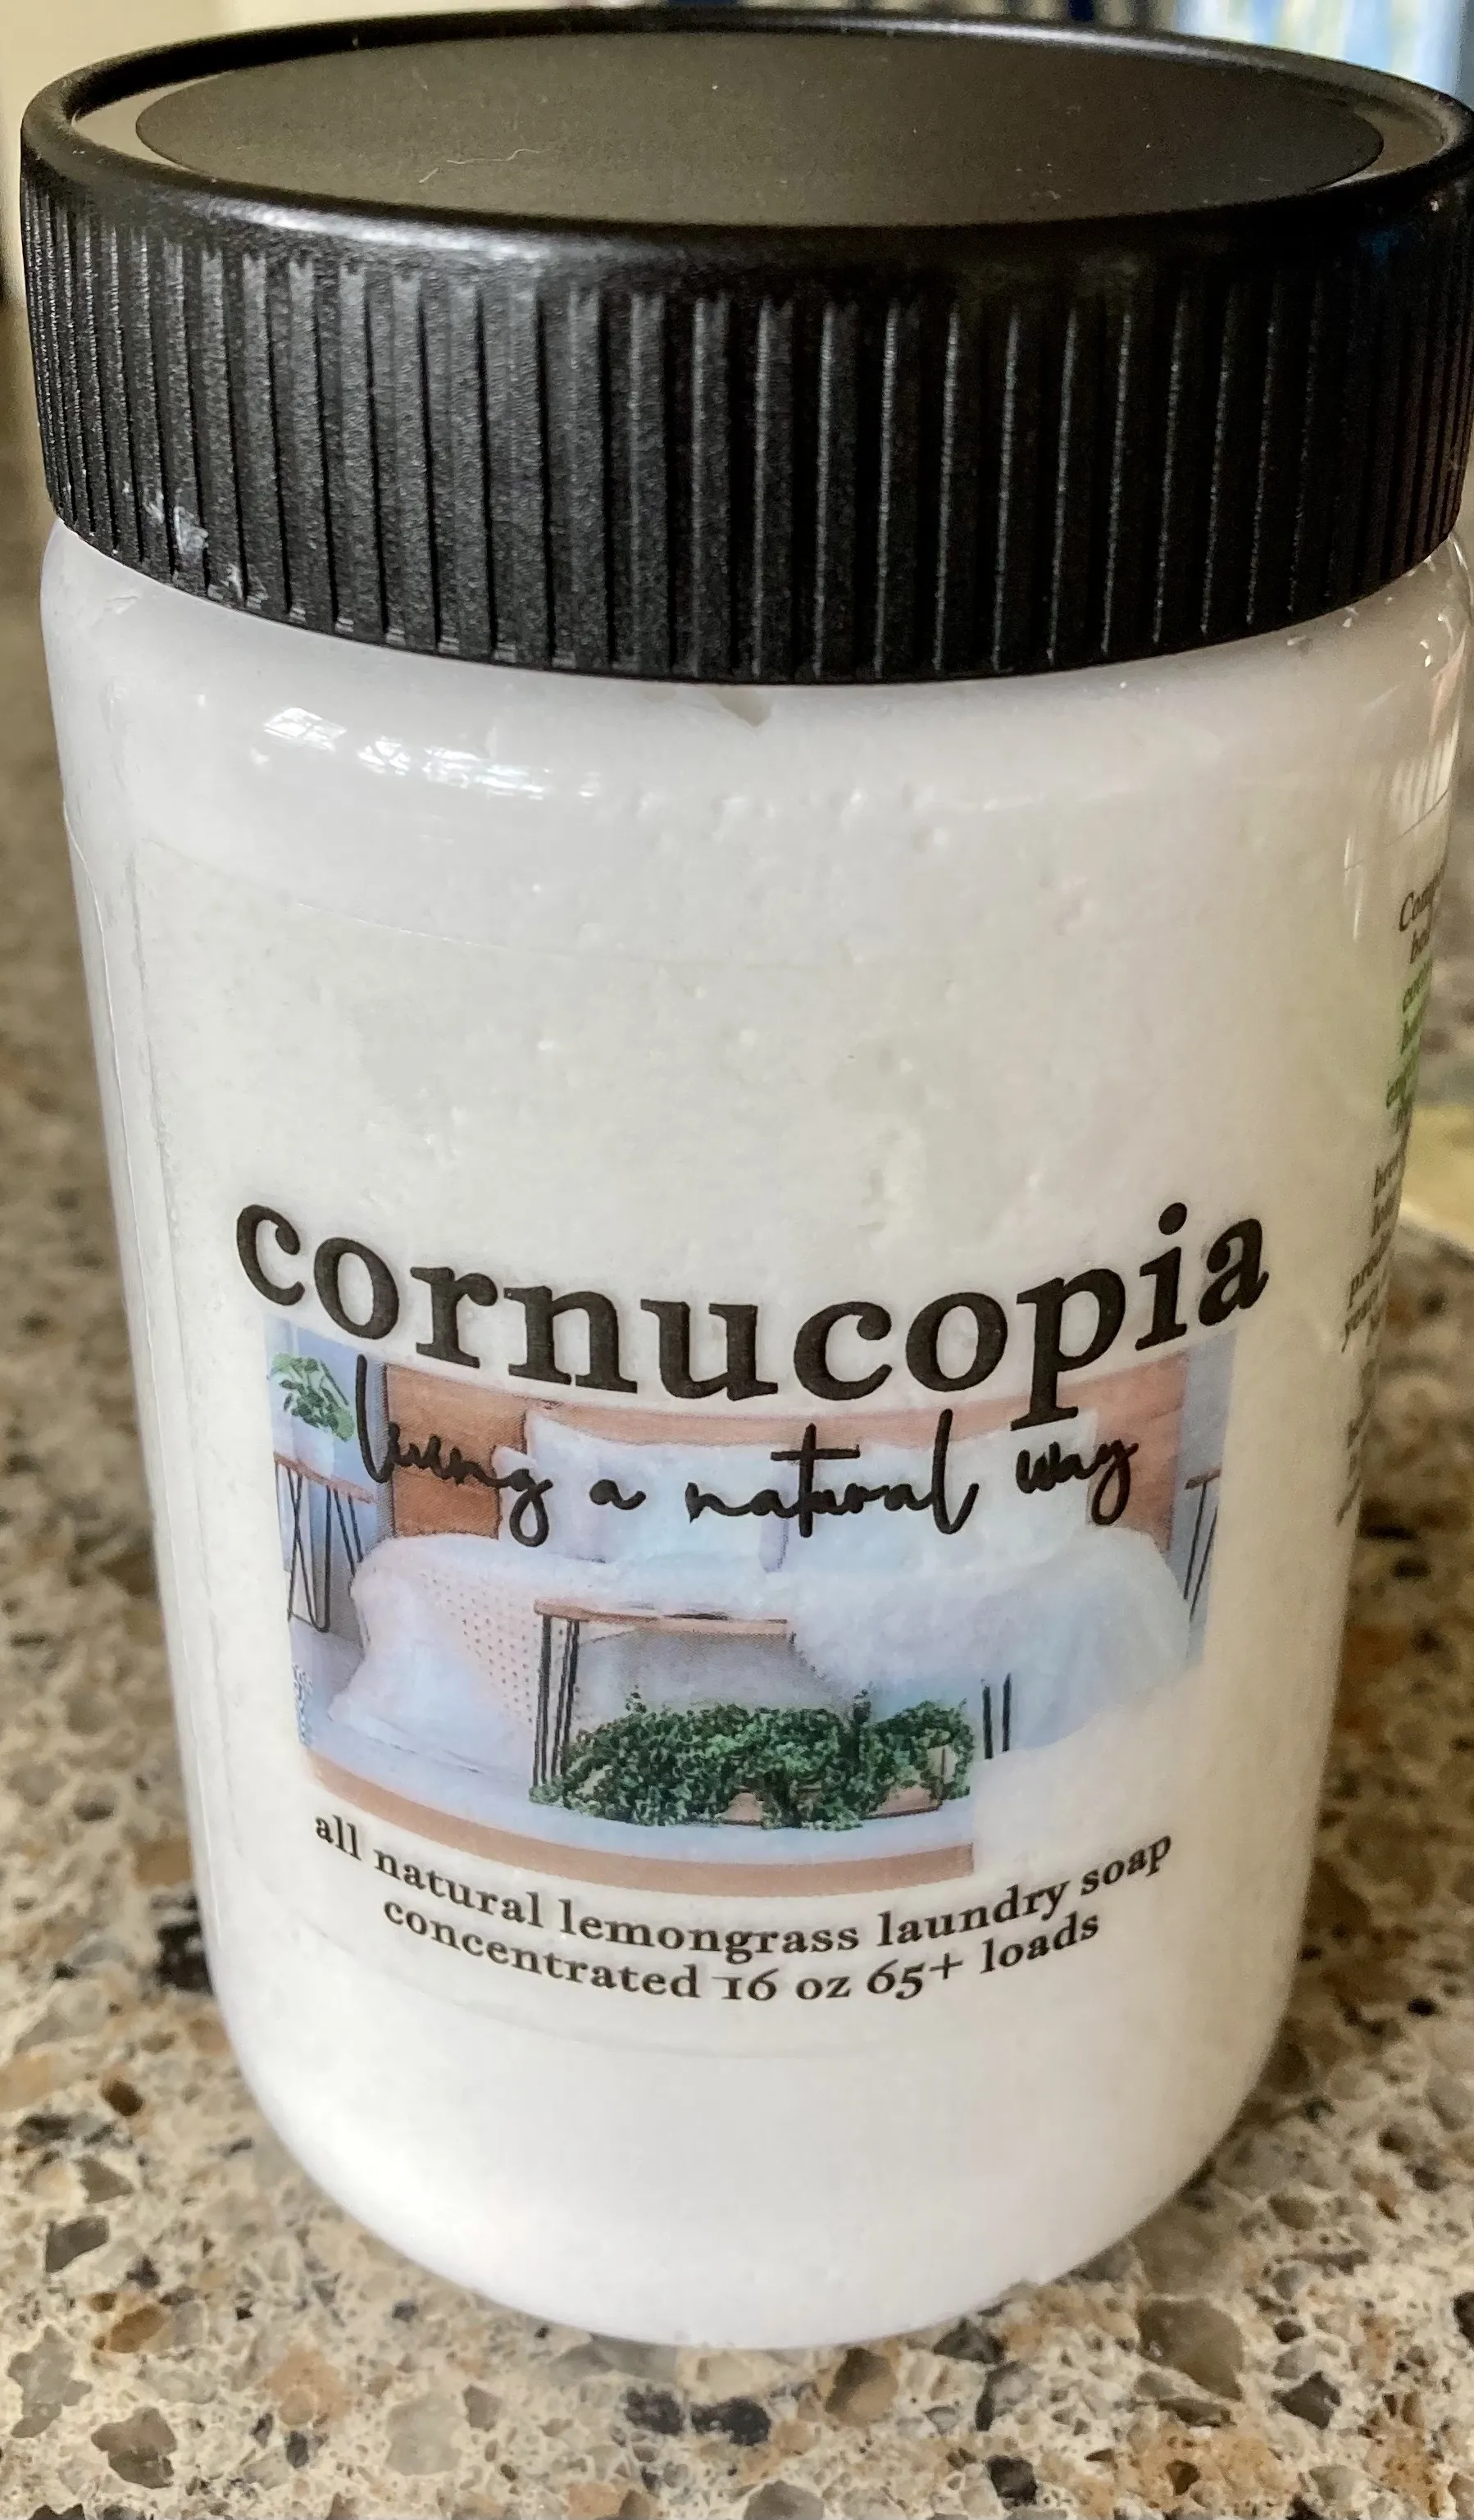 cornucopia
living a natural way
all natural lemongrass laundry soap
concentrated 16 oz 65+ loads